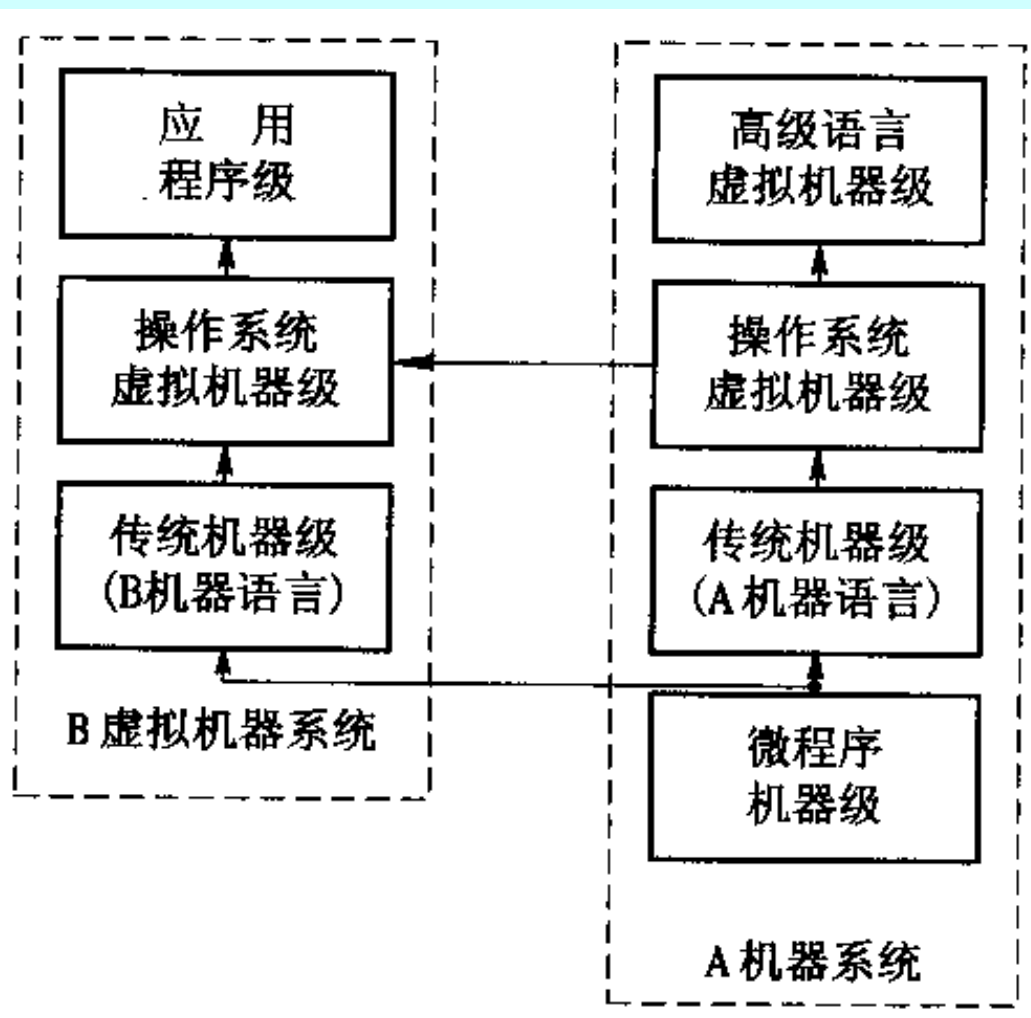 应 用
程序级
操作系统
虚拟机器级
传统机器级
(B机器语言)
B虚拟机器系统
高级语言
虚拟机器级
操作系统
虚拟机器级
传统机器级
(A机器语言)
微程序
机器级
A机器系统